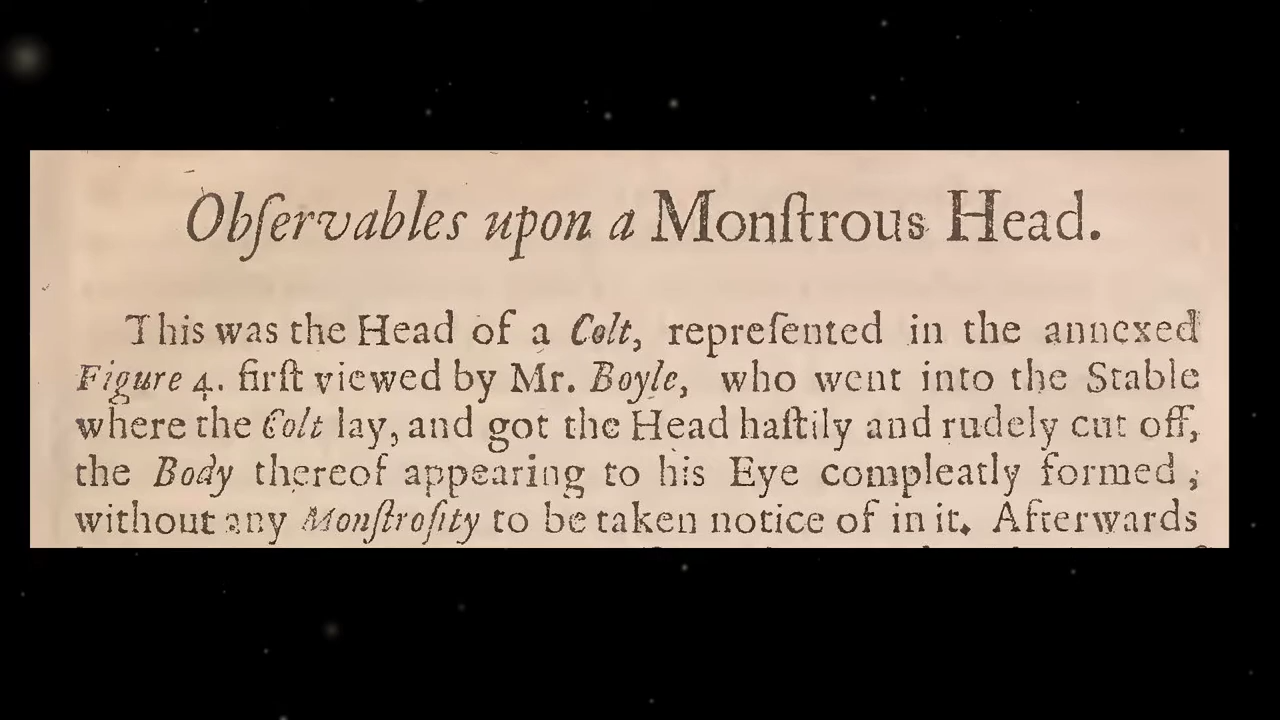 Obſervables upon a Monſtrous Head.
This was the Head of a Colt, repreſented in the annexed
Figure 4. firſt viewed by Mr. Boyle, who went into the Stable
where the Colt lay, and got the Head haſtily and rudely cut off,
the Body thereof appearing to his Eye compleatly formed ,
without any Monſtroſity to be taken notice of in it. Afterwards